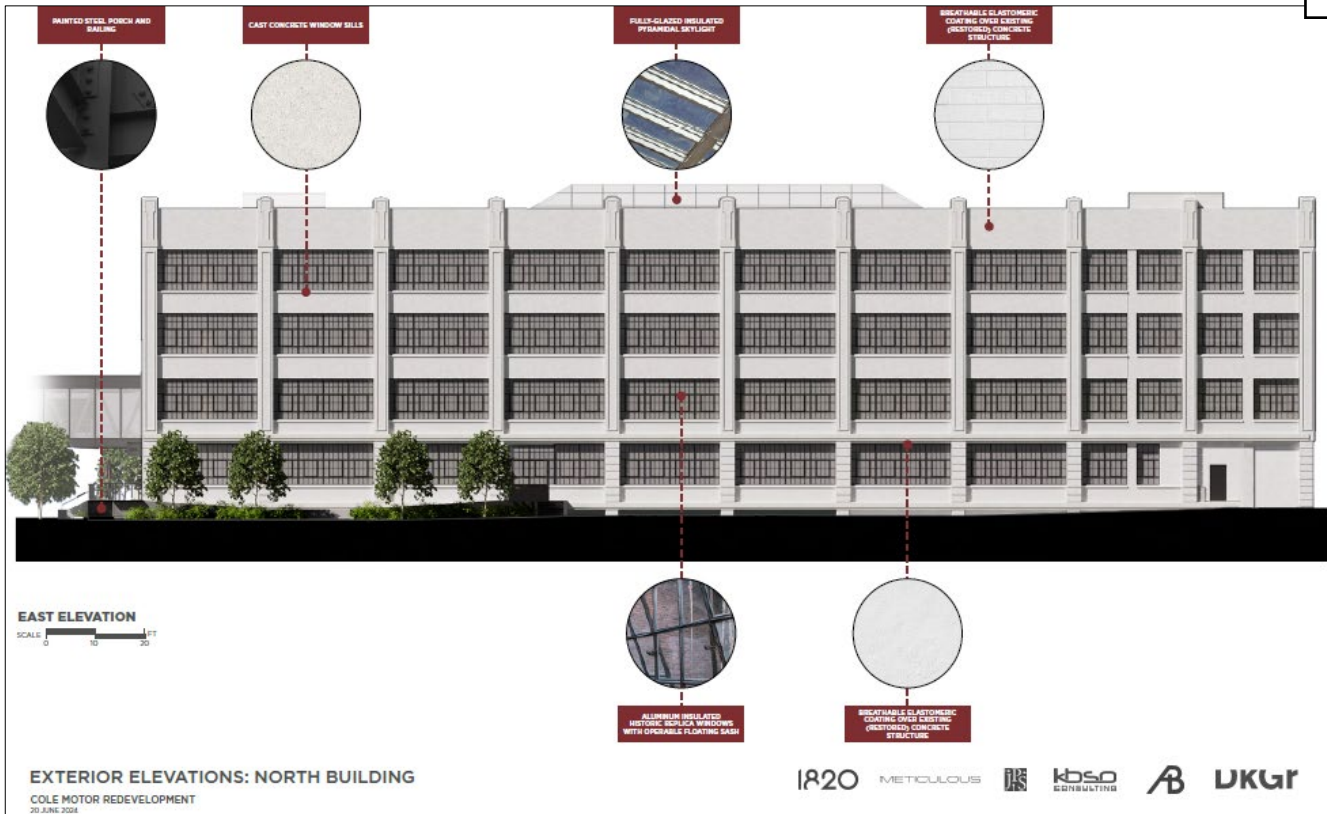 PAINTED STEEL PORCH AND
RAILING
CAST CONCRETE WINDOW SILLS
FULLY-GLAZED INSULATED
PYRAMIDAL SKYLIGHT
BREATHABLE ELASTOMERIC
COATING OVER EXISTING
(RESTORED) CONCRETE
STRUCTURE
EAST ELEVATION
SCALE
FT
0 10 20
ALUMINUM INSULATED
HISTORIC REPLICA WINDOWS
WITH OPERABLE FLOATING SASH
BREATHABLE ELASTOMERIC
COATING OVER EXISTING
(RESTORED) CONCRETE
STRUCTURE
EXTERIOR ELEVATIONS: NORTH BUILDING
COLE MOTOR REDEVELOPMENT
20 JUNE 2024
1820
METICULOUS
kbso
CONSULTING
AB
DKGr